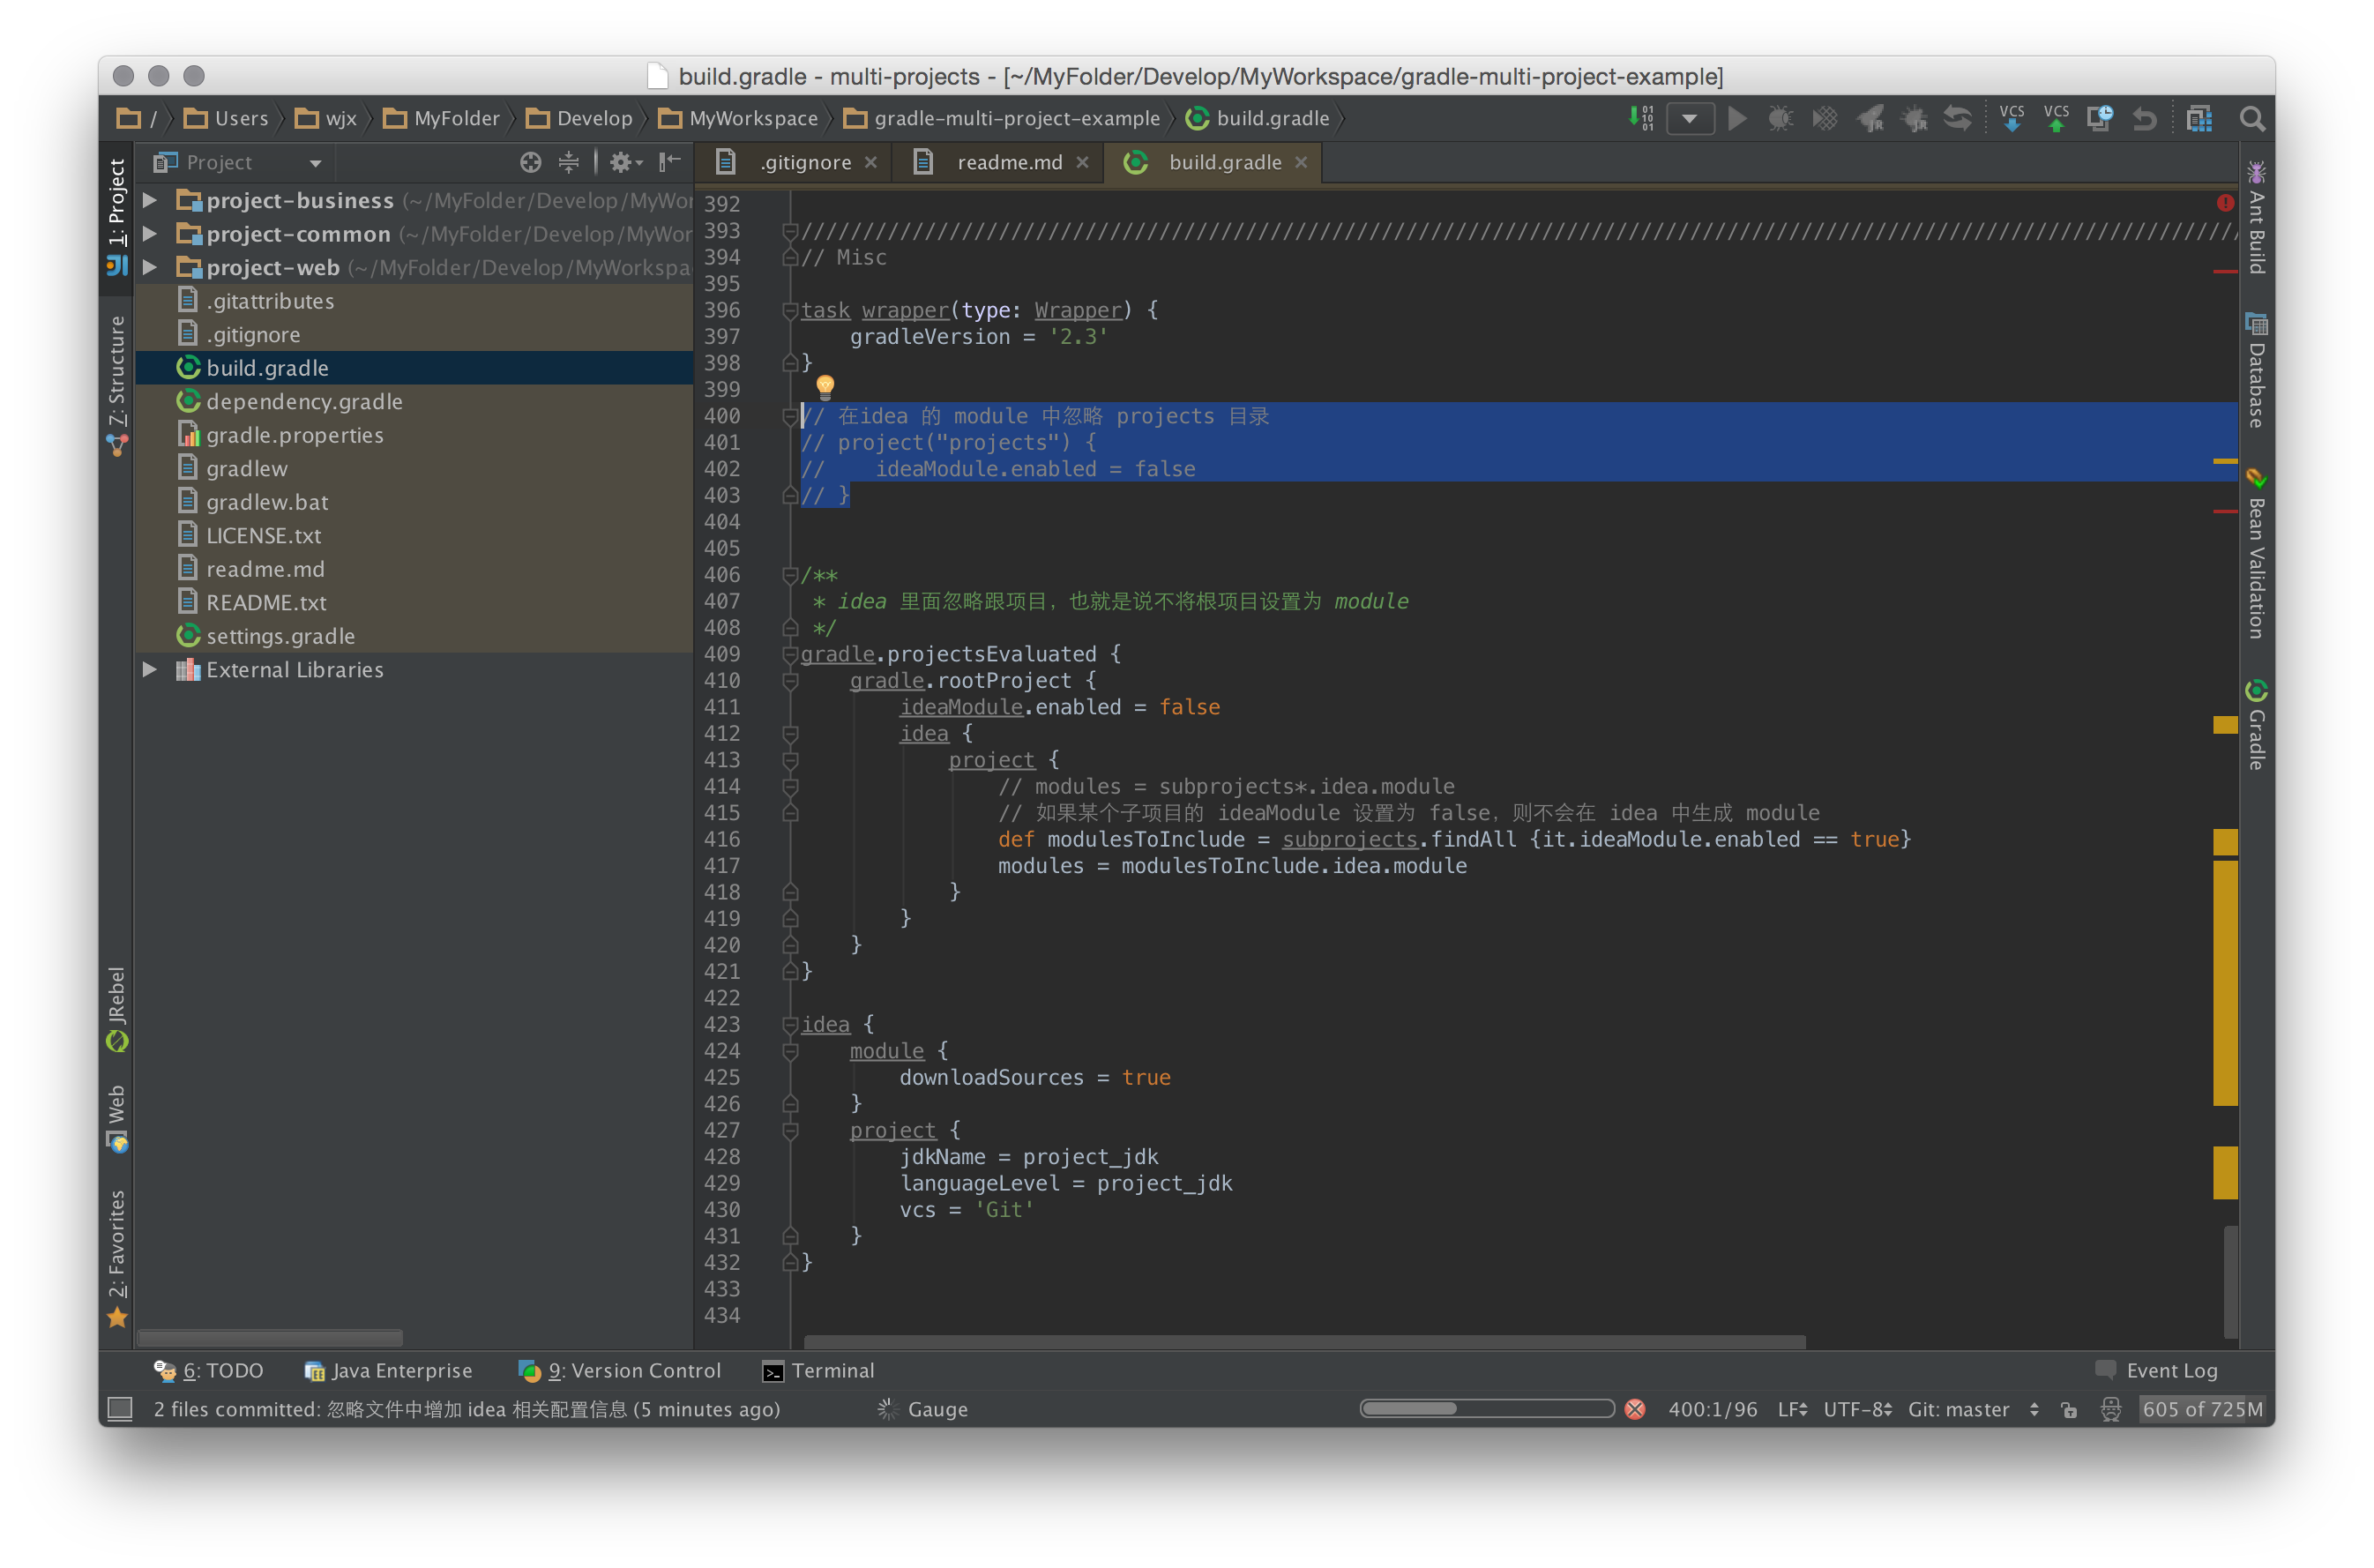 build.gradle - multi-projects - [~/MyFolder/Develop/MyWorkspace/gradle-multi-project-example]
/ Users wjx MyFolder Develop MyWorkspace gradle-multi-project-example build.gradle
VCS VCS
Project
.gitignore readme.md build.gradle
1: Project
Z: Structure
JRebel
Web
2: Favorites
project-business (~/MyFolder/Develop/MyWor
project-common (~/MyFolder/Develop/MyWor
project-web (~/MyFolder/Develop/MyWorkspa
.gitattributes
.gitignore
build.gradle
dependency.gradle
gradle.properties
gradlew
gradlew.bat
LICENSE.txt
readme.md
README.txt
settings.gradle
External Libraries
392
393 ////////////////////////////////////////////////////////////////////////////////////////////////////////////////////
394 // Misc
395
396 task wrapper(type: Wrapper) {
397 gradleVersion = '2.3'
398 }
399
400 // 在idea 的 module 中忽略 projects 目录
401 // project("projects") {
402 // ideaModule.enabled = false
403 // }
404
405
406 /**
407 * idea 里面忽略跟项目，也就是说不将根项目设置为 module
408 */
409 gradle.projectsEvaluated {
410 gradle.rootProject {
411 ideaModule.enabled = false
412 idea {
413 project {
414 // modules = subprojects*.idea.module
415 // 如果某个子项目的 ideaModule 设置为 false，则不会在 idea 中生成 module
416 def modulesToInclude = subprojects.findAll {it.ideaModule.enabled == true}
417 modules = modulesToInclude.idea.module
418 }
419 }
420 }
421 }
422
423 idea {
424 module {
425 downloadSources = true
426 }
427 project {
428 jdkName = project_jdk
429 languageLevel = project_jdk
430 vcs = 'Git'
431 }
432 }
433
434
Ant Build
Database
Bean Validation
Gradle
6: TODO Java Enterprise 9: Version Control Terminal Event Log
2 files committed: 忽略文件中增加 idea 相关配置信息 (5 minutes ago) Gauge 400:1/96 LF UTF-8 Git: master 605 of 725M